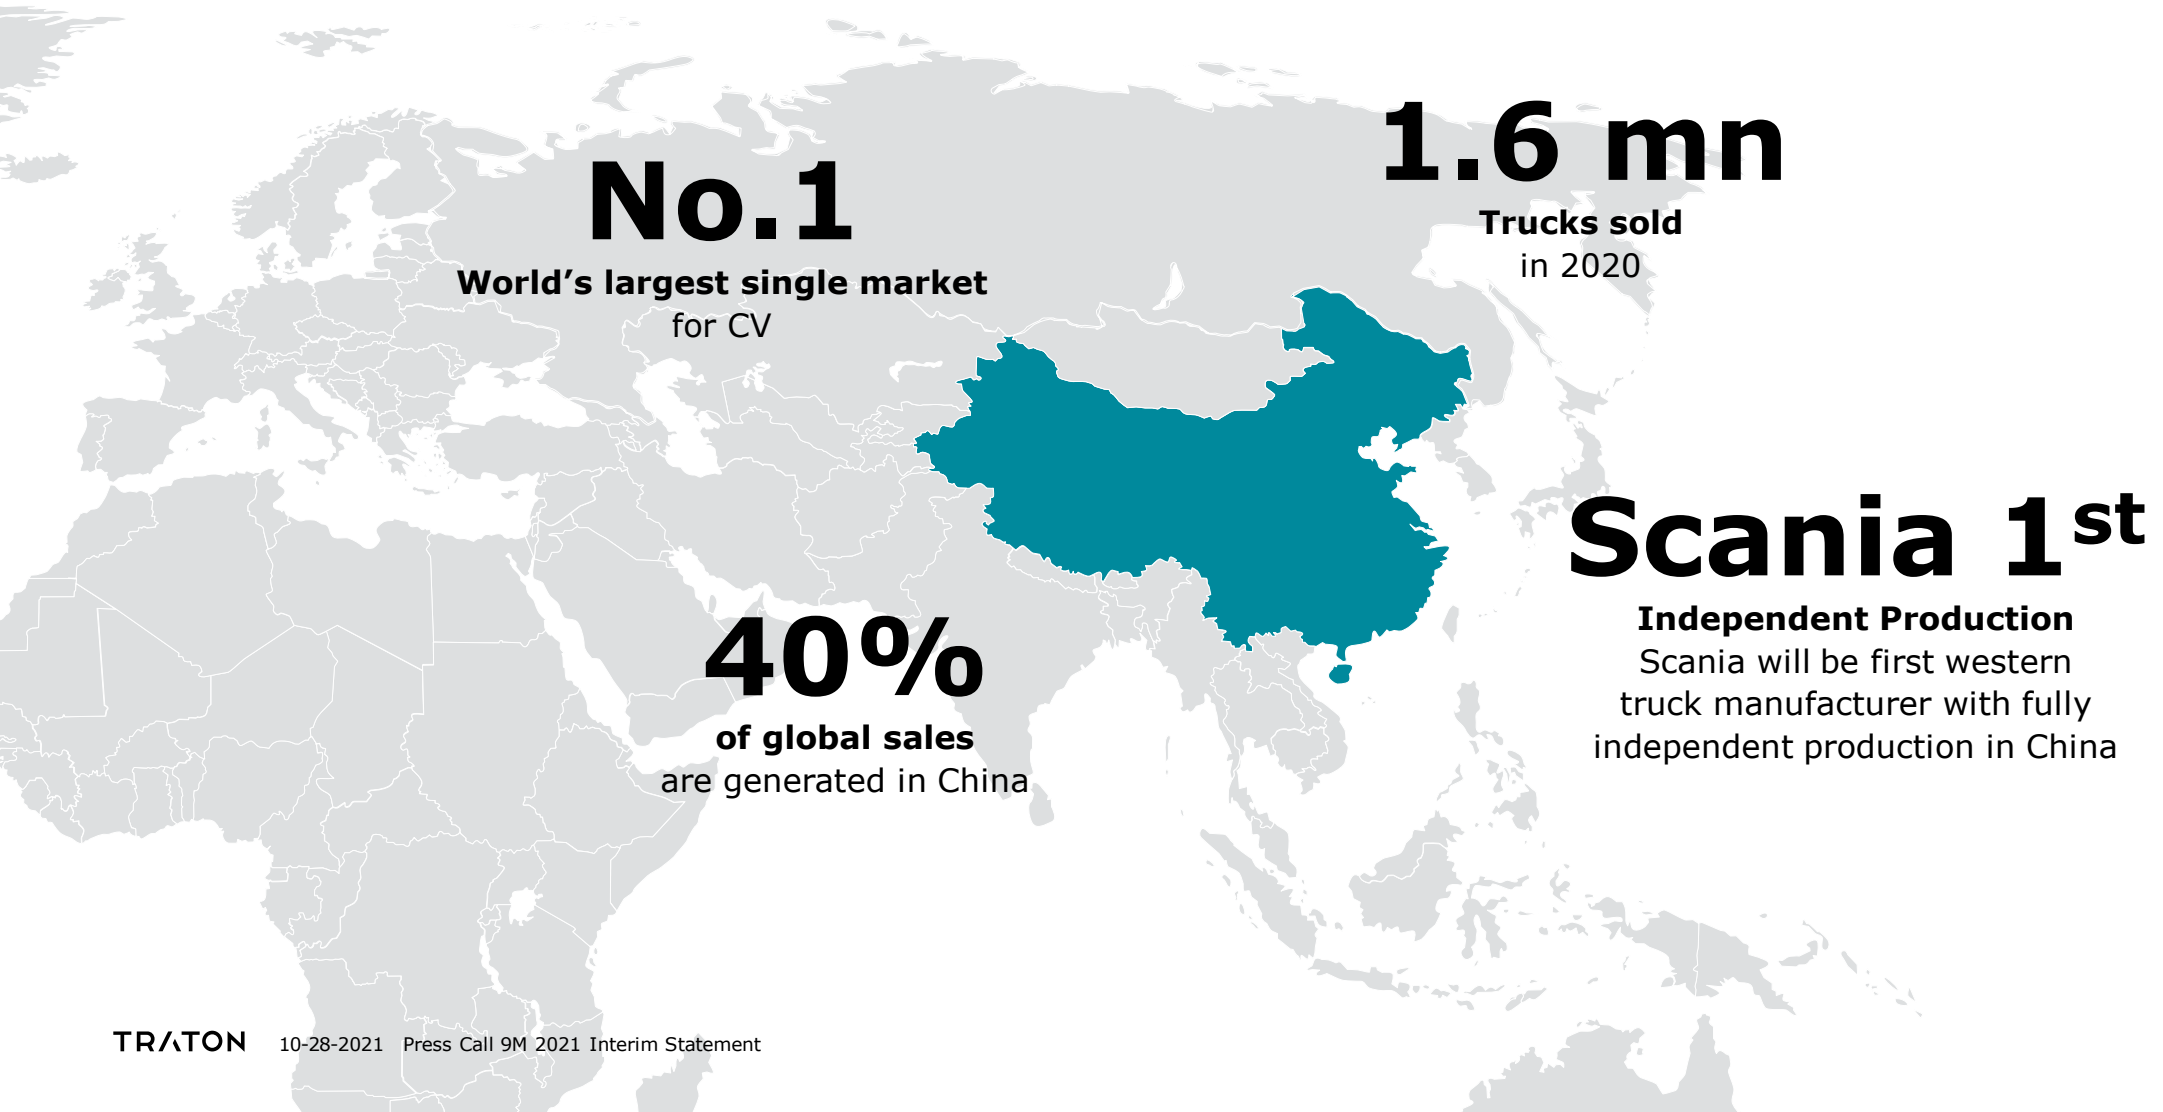 No.1
World’s largest single market
for CV
1.6 mn
Trucks sold
in 2020
40%
of global sales
are generated in China
Scania 1st
Independent Production
Scania will be first western
truck manufacturer with fully
independent production in China
TRATON 10-28-2021 Press Call 9M 2021 Interim Statement